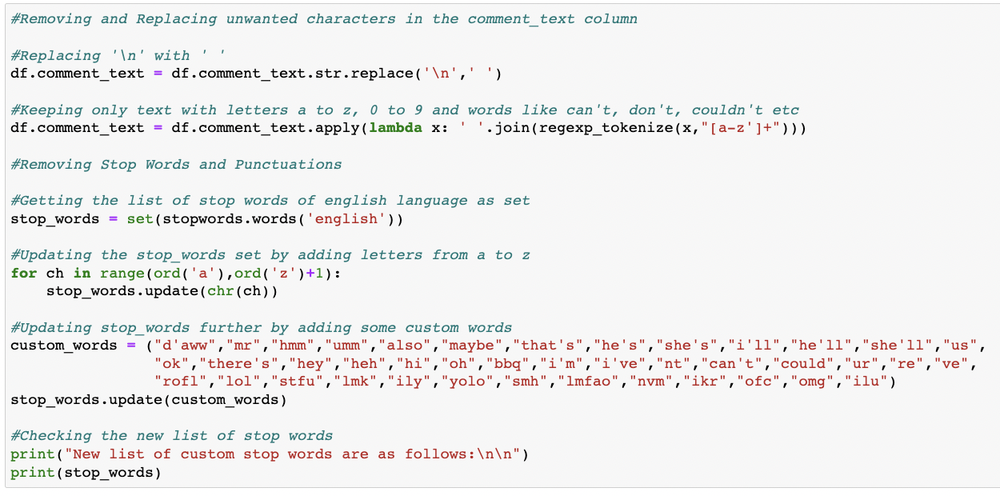 #Removing and Replacing unwanted characters in the comment_text column
#Replacing '\n' with ' '
df.comment_text = df.comment_text.str.replace('\n',' ')
#Keeping only text with letters a to z, 0 to 9 and words like can't, don't, couldn't etc
df.comment_text = df.comment_text.apply(lambda x: ' '.join(regexp_tokenize(x,"[a-z']+")))
#Removing Stop Words and Punctuations
#Getting the list of stop words of english language as set
stop_words = set(stopwords.words('english'))
#Updating the stop_words set by adding letters from a to z
for ch in range(ord('a'),ord('z')+1):
    stop_words.update(chr(ch))
#Updating stop_words further by adding some custom words
custom_words = ("d'aww","mr","hmm","umm","also","maybe","that's","he's","she's","i'll","he'll","she'll","us",
                "ok","there's","hey","heh","hi","oh","bbq","i'm","i've","nt","can't","could","ur","re","ve",
                "rofl","lol","stfu","lmk","ily","yolo","smh","lmfao","nvm","ikr","ofc","omg","ilu")
stop_words.update(custom_words)
#Checking the new list of stop words
print("New list of custom stop words are as follows:\n\n")
print(stop_words)